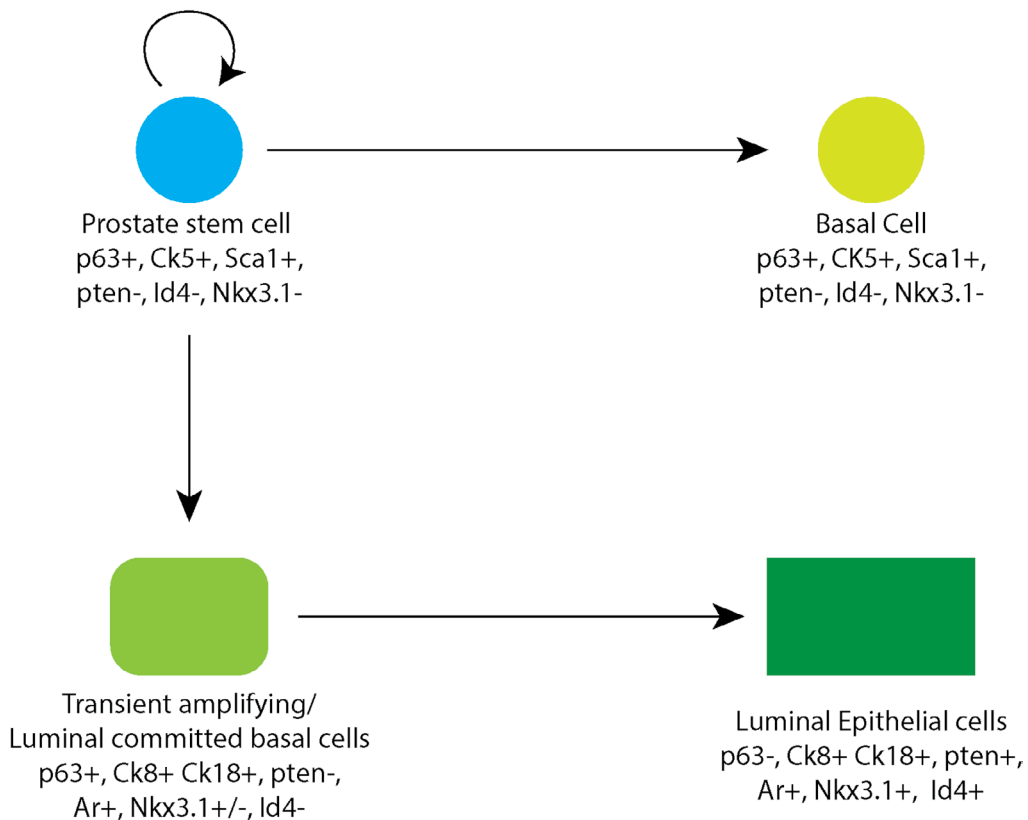 Prostate stem cell
p63+, Ck5+, Sca1+,
pten-, Id4-, Nkx3.1-
Basal Cell
p63+, CK5+, Sca1+,
pten-, Id4-, Nkx3.1-
Transient amplifying/
Luminal committed basal cells
p63+, Ck8+ Ck18+, pten-,
Ar+, Nkx3.1+/-, Id4-
Luminal Epithelial cells
p63-, Ck8+ Ck18+, pten+,
Ar+, Nkx3.1+, Id4+